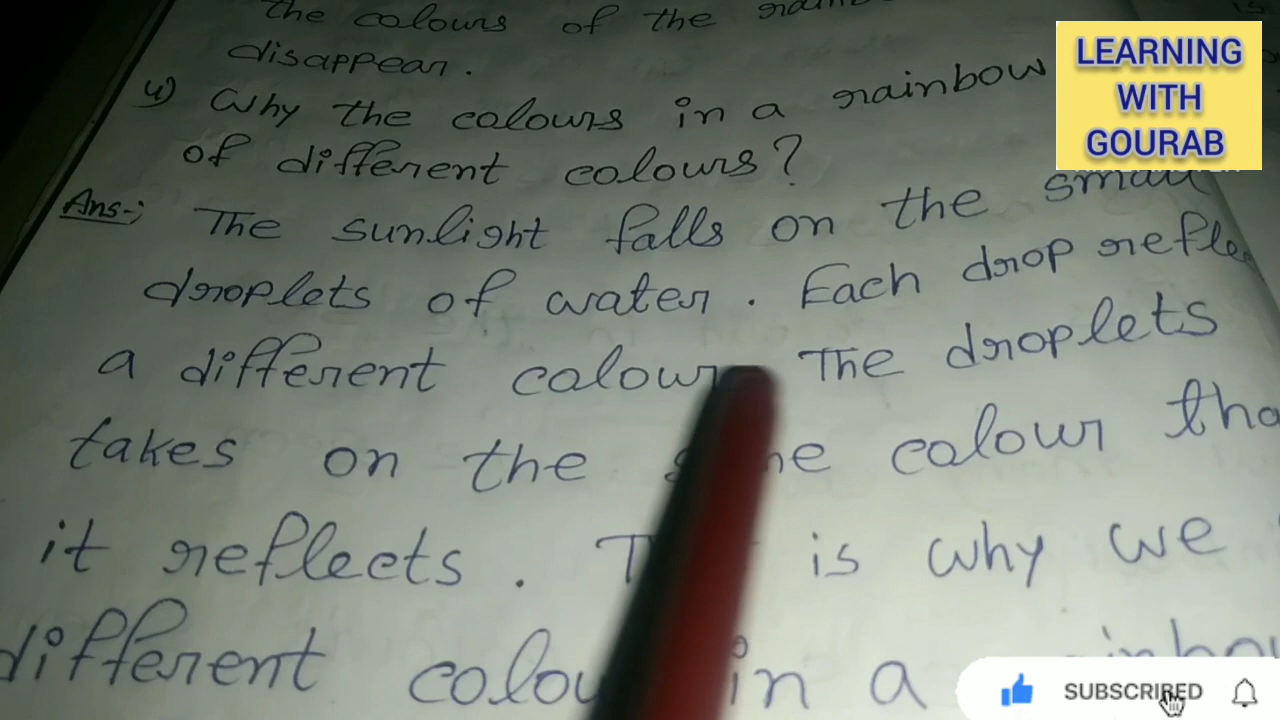 the colours of the
disappear.
4) Why the colours in a rainbow
of different colours?
Ans-; The sunlight falls on the small
droplets of water. Each drop
a different colour The droplets
takes on the colour
it reflects. is why we
different in a
LEARNING
WITH
GOURAB
SUBSCRIBED